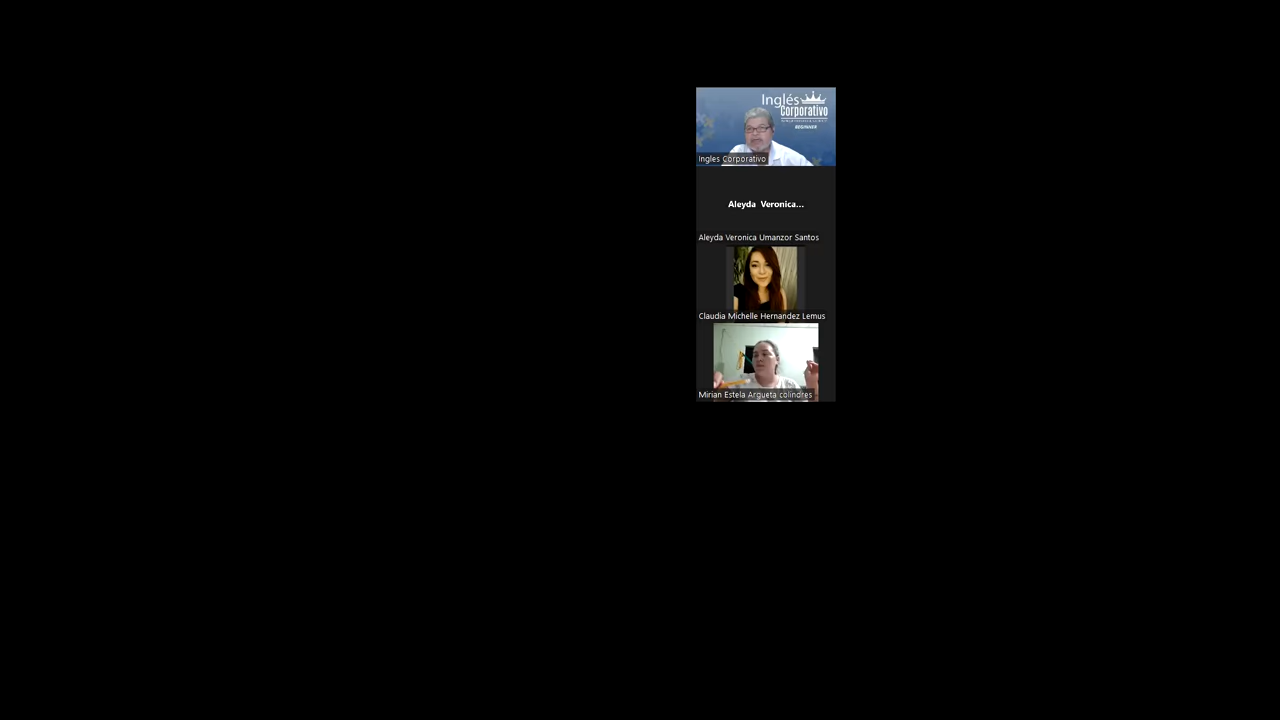 Inglés
Corporativo
BEGINNER
Ingles Corporativo
Aleyda Veronica...
Aleyda Veronica Umanzor Santos
Claudia Michelle Hernandez Lemus
Mirian Estela Argueta colindres